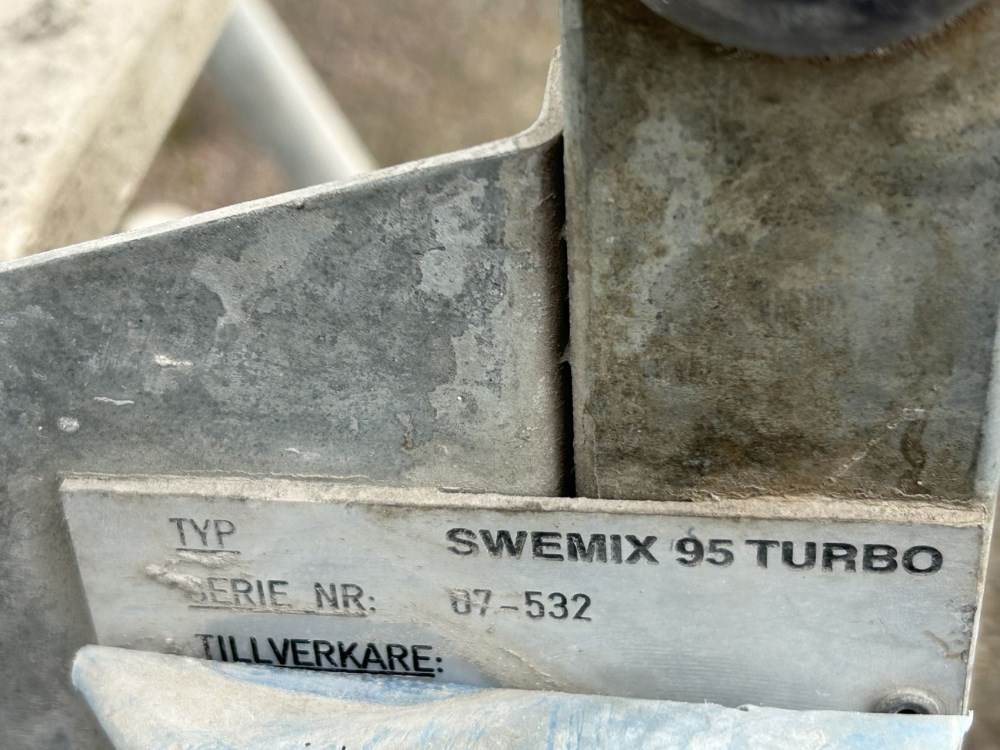 TYP SWEMIX 95 TURBO
SERIE NR: 87-532
TILLVERKARE: